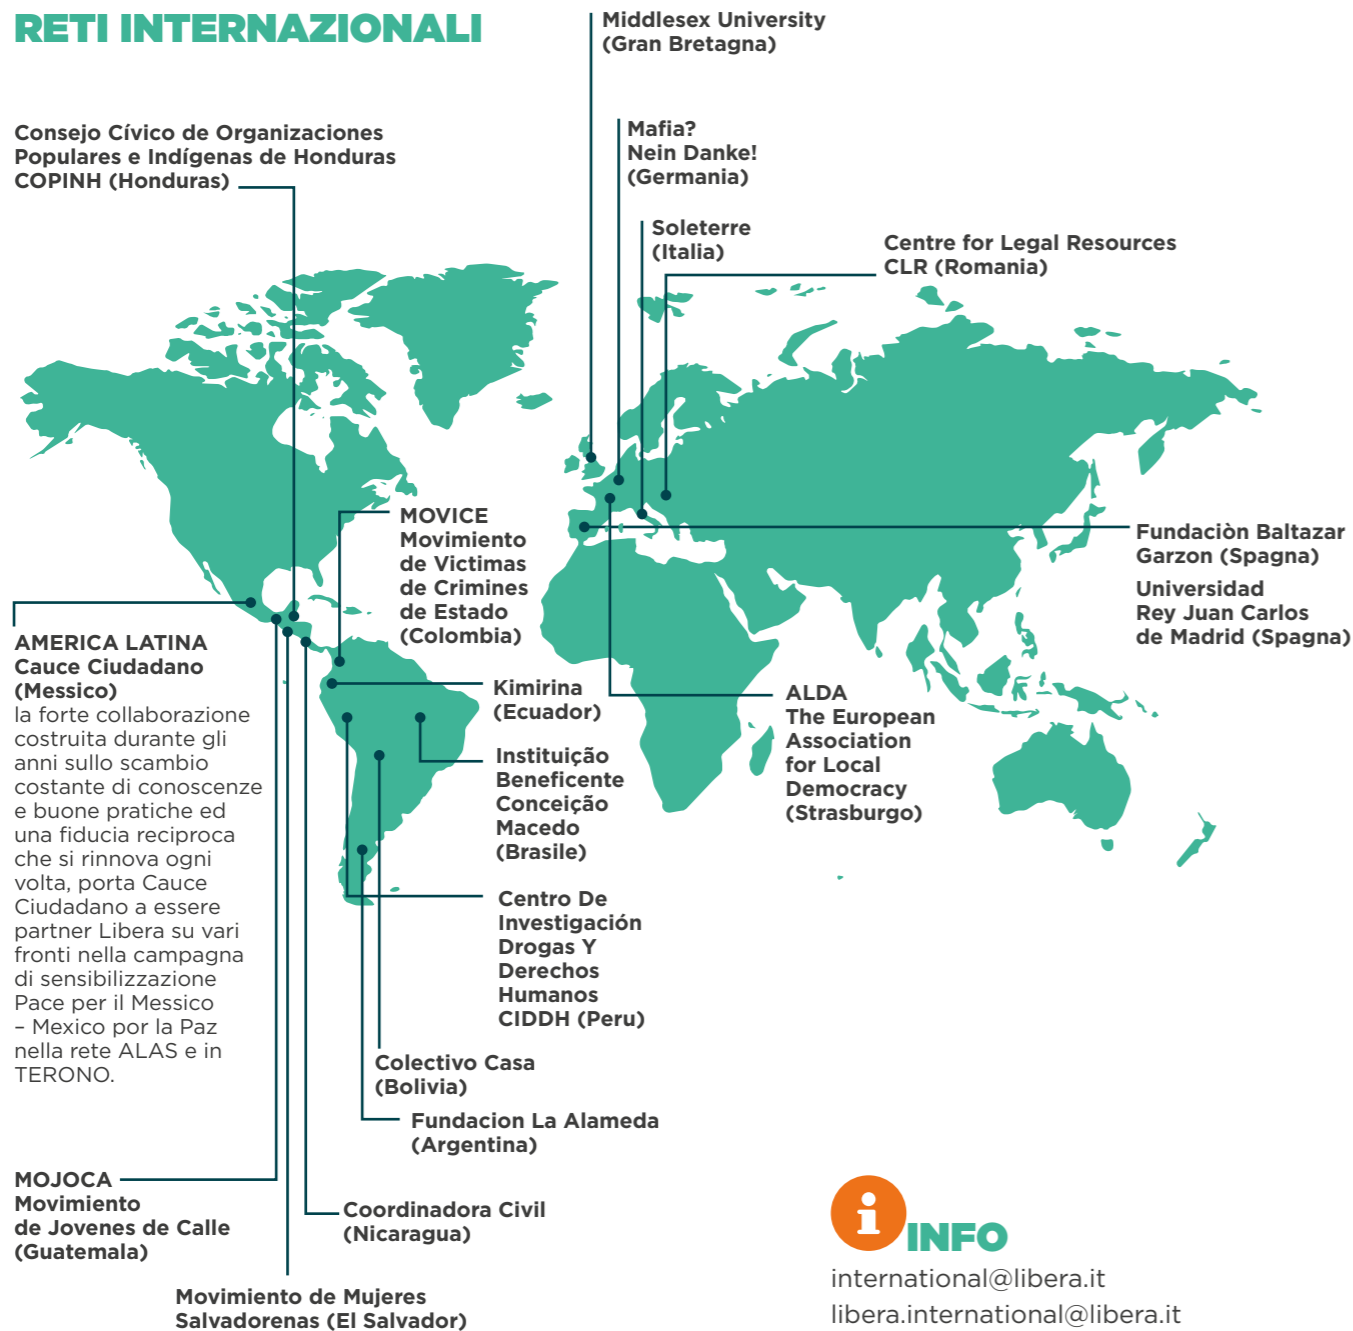 RETI INTERNAZIONALI
Middlesex University
(Gran Bretagna)
Consejo Cívico de Organizaciones
Populares e Indígenas de Honduras
COPINH (Honduras)
Mafia?
Nein Danke!
(Germania)
Soleterre
(Italia)
Centre for Legal Resources
CLR (Romania)
MOVICE
Movimiento
de Victimas
de Crimines
de Estado
(Colombia)
Fundaciòn Baltazar
Garzon (Spagna)
Universidad
Rey Juan Carlos
de Madrid (Spagna)
AMERICA LATINA
Cauce Ciudadano
(Messico)
la forte collaborazione
costruita durante gli
anni sullo scambio
costante di conoscenze
e buone pratiche ed
una fiducia reciproca
che si rinnova ogni
volta, porta Cauce
Ciudadano a essere
partner Libera su vari
fronti nella campagna
di sensibilizzazione
Pace per il Messico
– Mexico por la Paz
nella rete ALAS e in
TERONO.
Kimirina
(Ecuador)
ALDA
The European
Association
for Local
Democracy
(Strasburgo)
Instituição
Beneficente
Conceição
Macedo
(Brasile)
Centro De
Investigación
Drogas Y
Derechos
Humanos
CIDDH (Peru)
Colectivo Casa
(Bolivia)
Fundacion La Alameda
(Argentina)
MOJOCA
Movimiento
de Jovenes de Calle
(Guatemala)
Coordinadora Civil
(Nicaragua)
Movimiento de Mujeres
Salvadorenas (El Salvador)
i INFO
international@libera.it
libera.international@libera.it